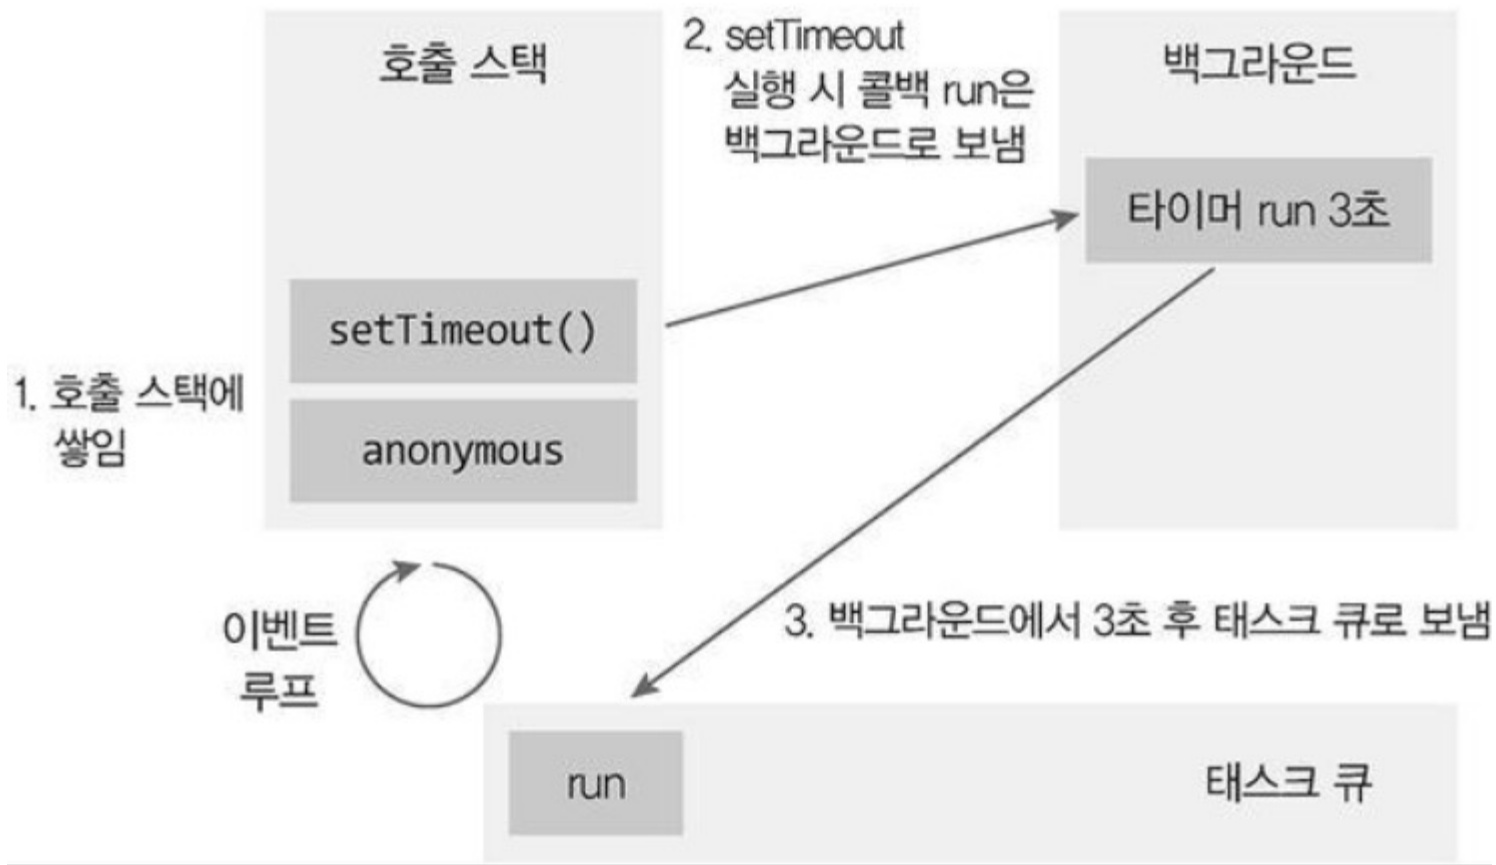 호출 스택
2. setTimeout
실행 시 콜백 run은
백그라운드로 보냄
백그라운드
타이머 run 3초
setTimeout()
1. 호출 스택에
쌓임
anonymous
이벤트
루프
3. 백그라운드에서 3초 후 태스크 큐로 보냄
run
태스크 큐